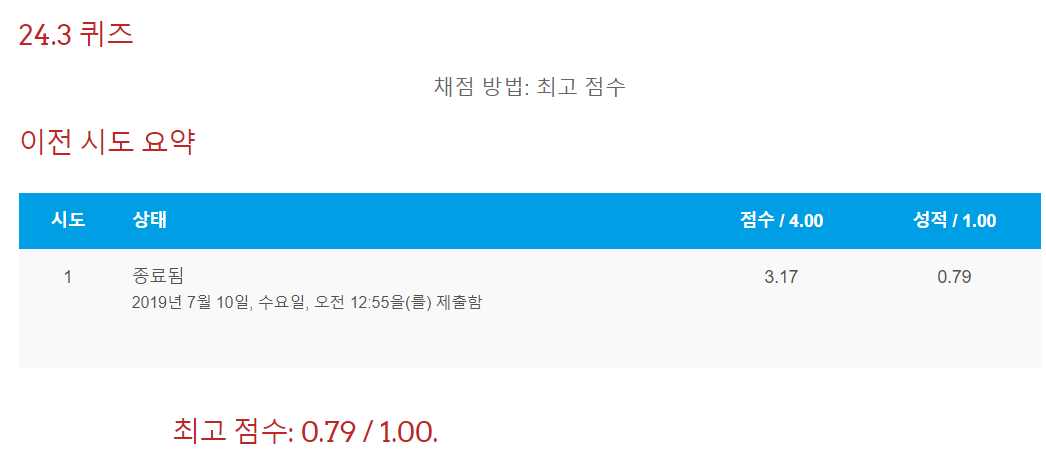 24.3 퀴즈
채점 방법: 최고 점수
이전 시도 요약
시도 상태 점수 / 4.00 성적 / 1.00
1 종료됨 3.17 0.79
2019년 7월 10일, 수요일, 오전 12:55을(를) 제출함
최고 점수: 0.79 / 1.00.